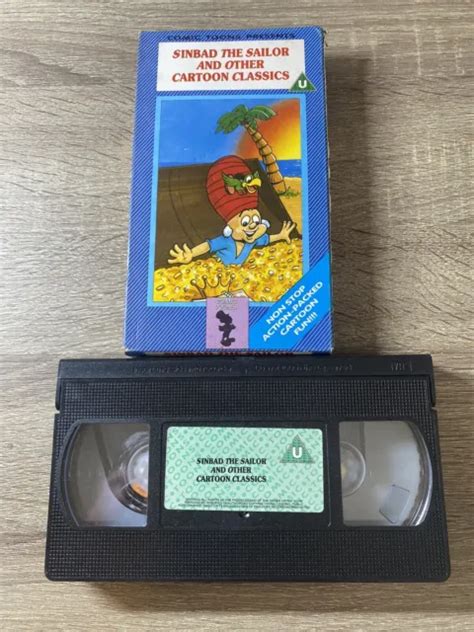 COMIC TOONS PRESENTS
SINBAD THE SAILOR
AND OTHER
CARTOON CLASSICS
U
NON STOP
ACTION-PACKED
CARTOON
FUN!!!
U
SINBAD THE SAILOR
AND OTHER
CARTOON CLASSICS